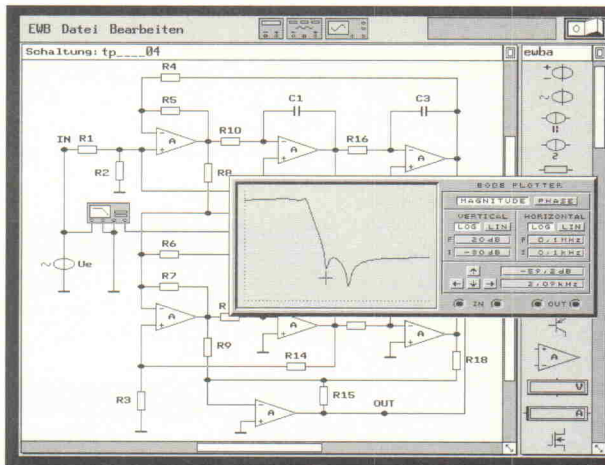 EWB Datei Bearbeiten
Schaltung: tp____04
ewba
R4
R5
C1
C3
IN
R1
R10
R16
A
A
A
R2
R8
Ue
R6
R7
A
A
A
R9
R14
R18
R3
R15
OUT
A
BODE PLOTTER
MAGNITUDE PHASE
VERTICAL HORIZONTAL
LOG LIN LOG LIN
F 20dB F 0,1MHz
I -80dB I 0,1kHz
-59,2dB
2,09kHz
IN OUT
A
V
A